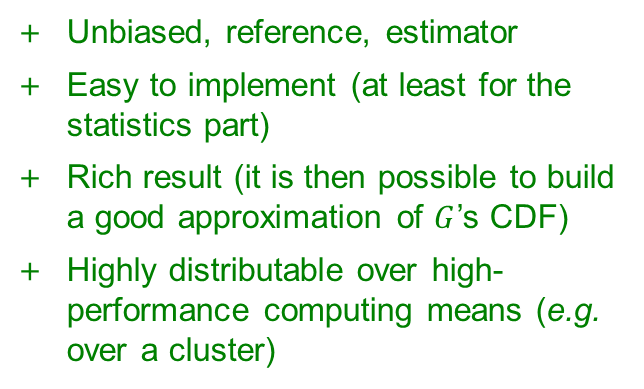 + Unbiased, reference, estimator
+ Easy to implement (at least for the
statistics part)
+ Rich result (it is then possible to build
a good approximation of G’s CDF)
+ Highly distributable over high-
performance computing means (e.g.
over a cluster)